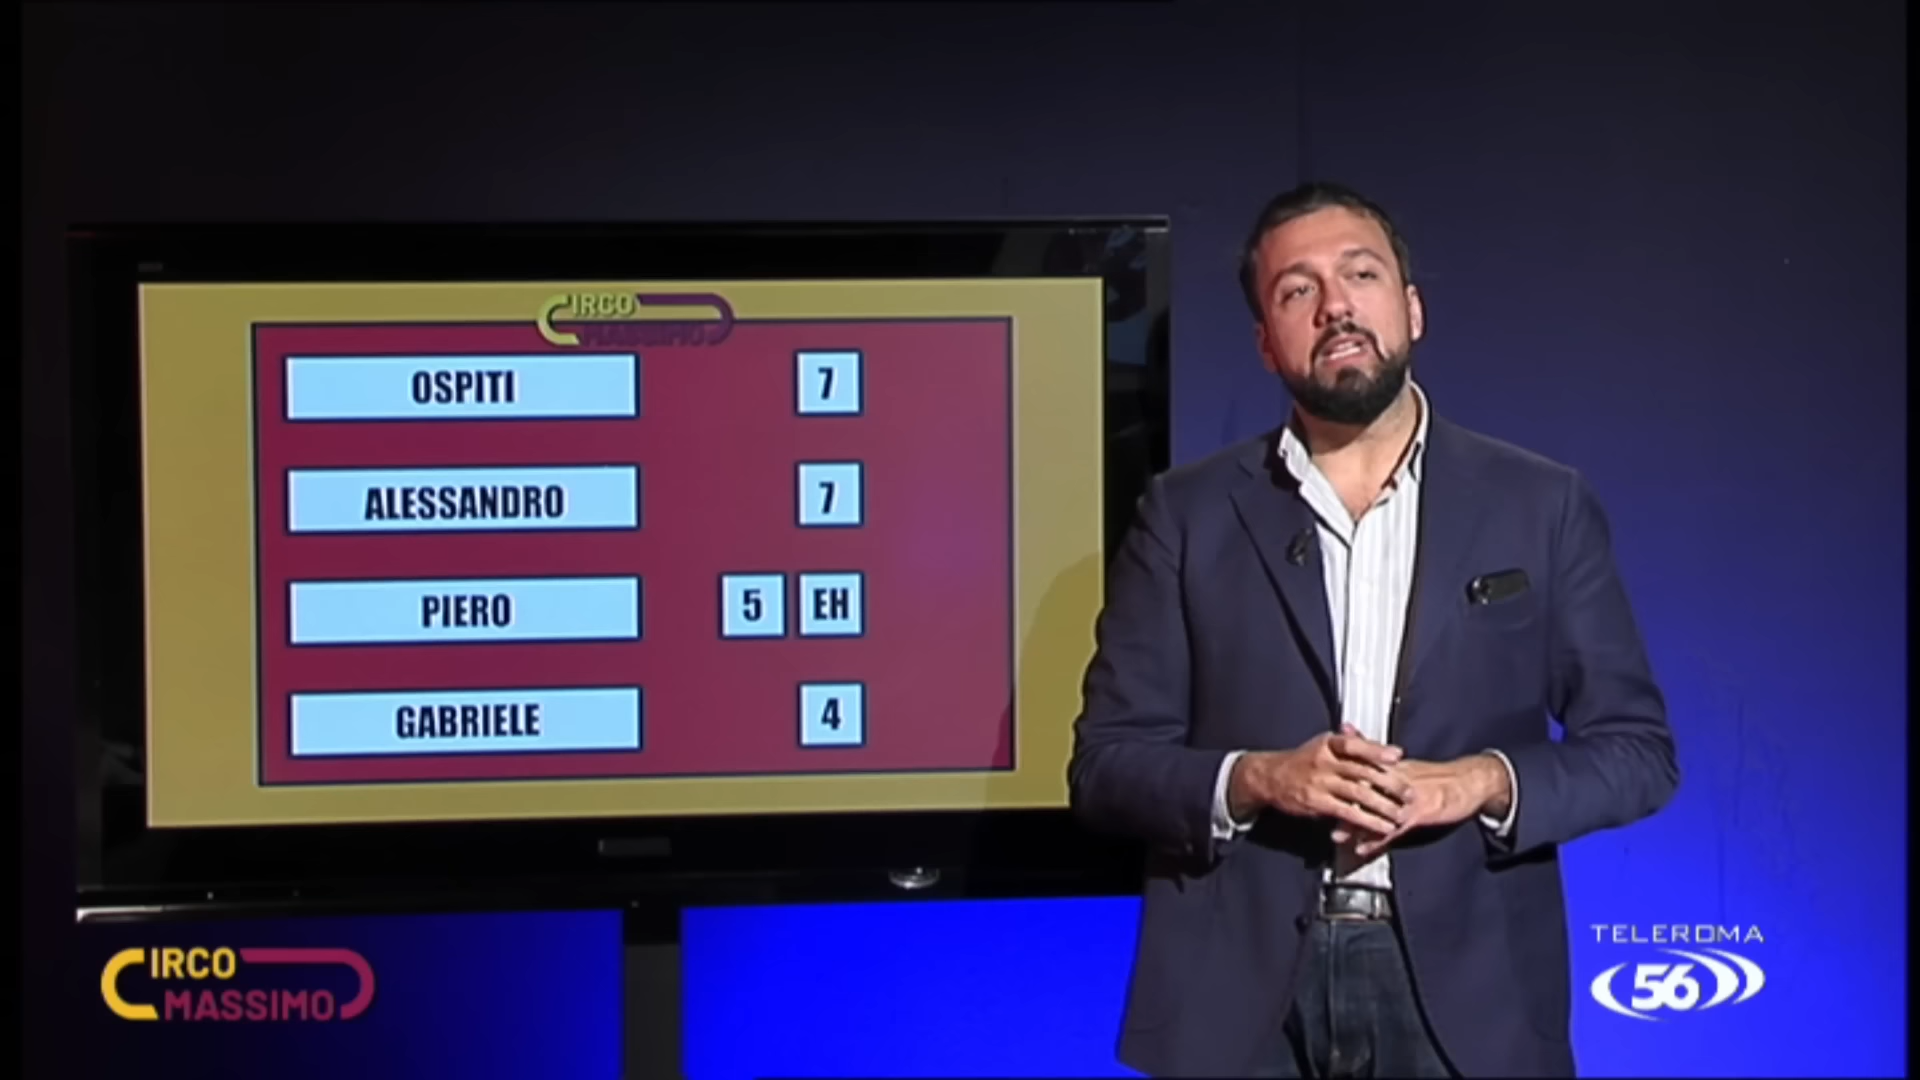 CIRCO
MASSIMO
OSPITI 7
ALESSANDRO 7
PIERO 5 EH
GABRIELE 4
CIRCO
MASSIMO
TELEROMA
56